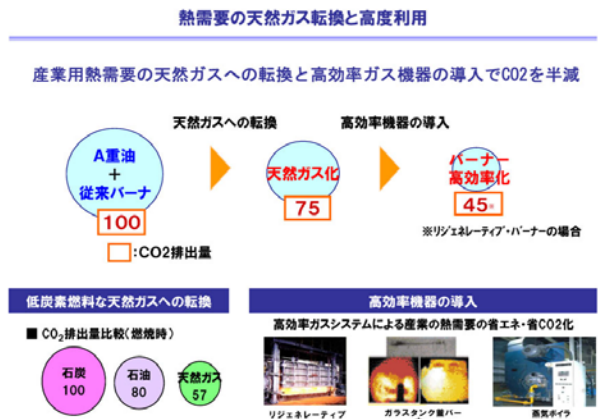 熱需要の天然ガス転換と高度利用
産業用熱需要の天然ガスへの転換と高効率ガス機器の導入でCO2を半減
天然ガスへの転換
高効率機器の導入
A重油
+
従来バーナ
100
天然ガス化
75
バーナー
高効率化
45※
※リジェネレーティブ・バーナーの場合
:CO2排出量
低炭素燃料な天然ガスへの転換
■ CO₂排出量比較(燃焼時)
石炭
100
石油
80
天然ガス
57
高効率機器の導入
高効率ガスシステムによる産業の熱需要の省エネ・省CO2化
リジェネレーティブ
ガラスタンク窯バー
蒸気ボイラ